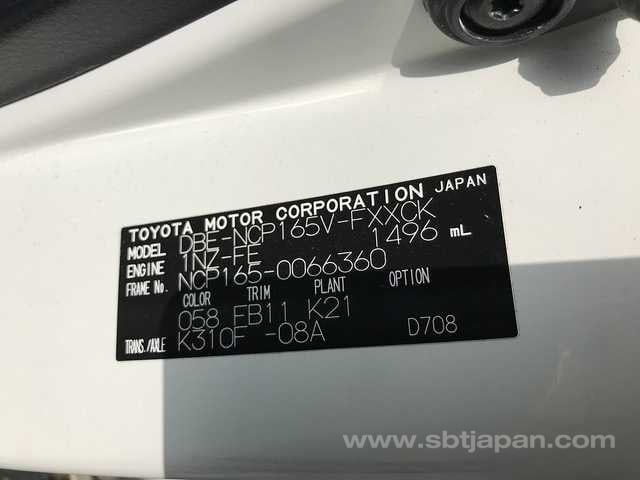 TOYOTA MOTOR CORPORATION JAPAN
MODEL DBE-NCP165V-FXXCK
ENGINE 1NZ-FE 1496 mL
FRAME No. NCP165-0066360
COLOR TRIM PLANT OPTION
058 FB11 K21
TRANS./AXLE K310F -08A D708
www.sbtjapan.com